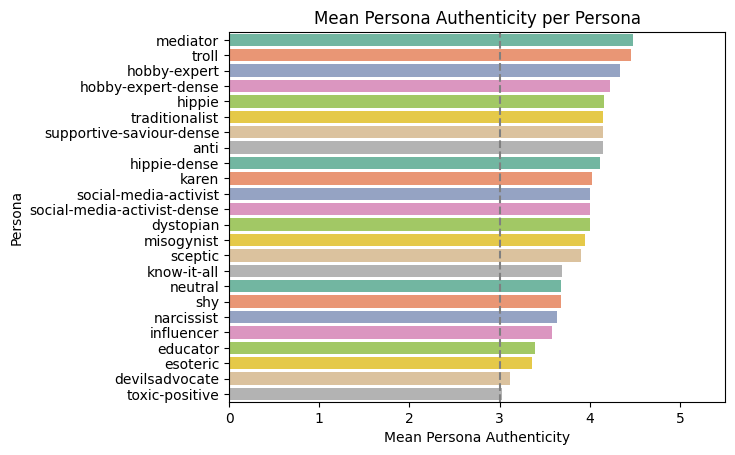 Mean Persona Authenticity per Persona
mediator
troll
hobby-expert
hobby-expert-dense
hippie
traditionalist
supportive-saviour-dense
anti
hippie-dense
karen
social-media-activist
social-media-activist-dense
dystopian
misogynist
sceptic
know-it-all
neutral
shy
narcissist
influencer
educator
esoteric
devilsadvocate
toxic-positive
Persona
0 1 2 3 4 5
Mean Persona Authenticity